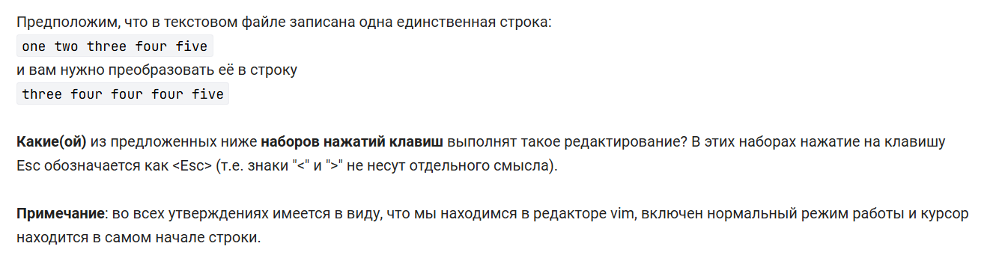 Предположим, что в текстовом файле записана одна единственная строка:
one two three four five
и вам нужно преобразовать её в строку
three four four four five
Какие(ой) из предложенных ниже наборов нажатий клавиш выполнят такое редактирование? В этих наборах нажатие на клавишу
Esc обозначается как <Esc> (т.е. знаки "<" и ">" не несут отдельного смысла).
Примечание: во всех утверждениях имеется в виду, что мы находимся в редакторе vim, включен нормальный режим работы и курсор
находится в самом начале строки.